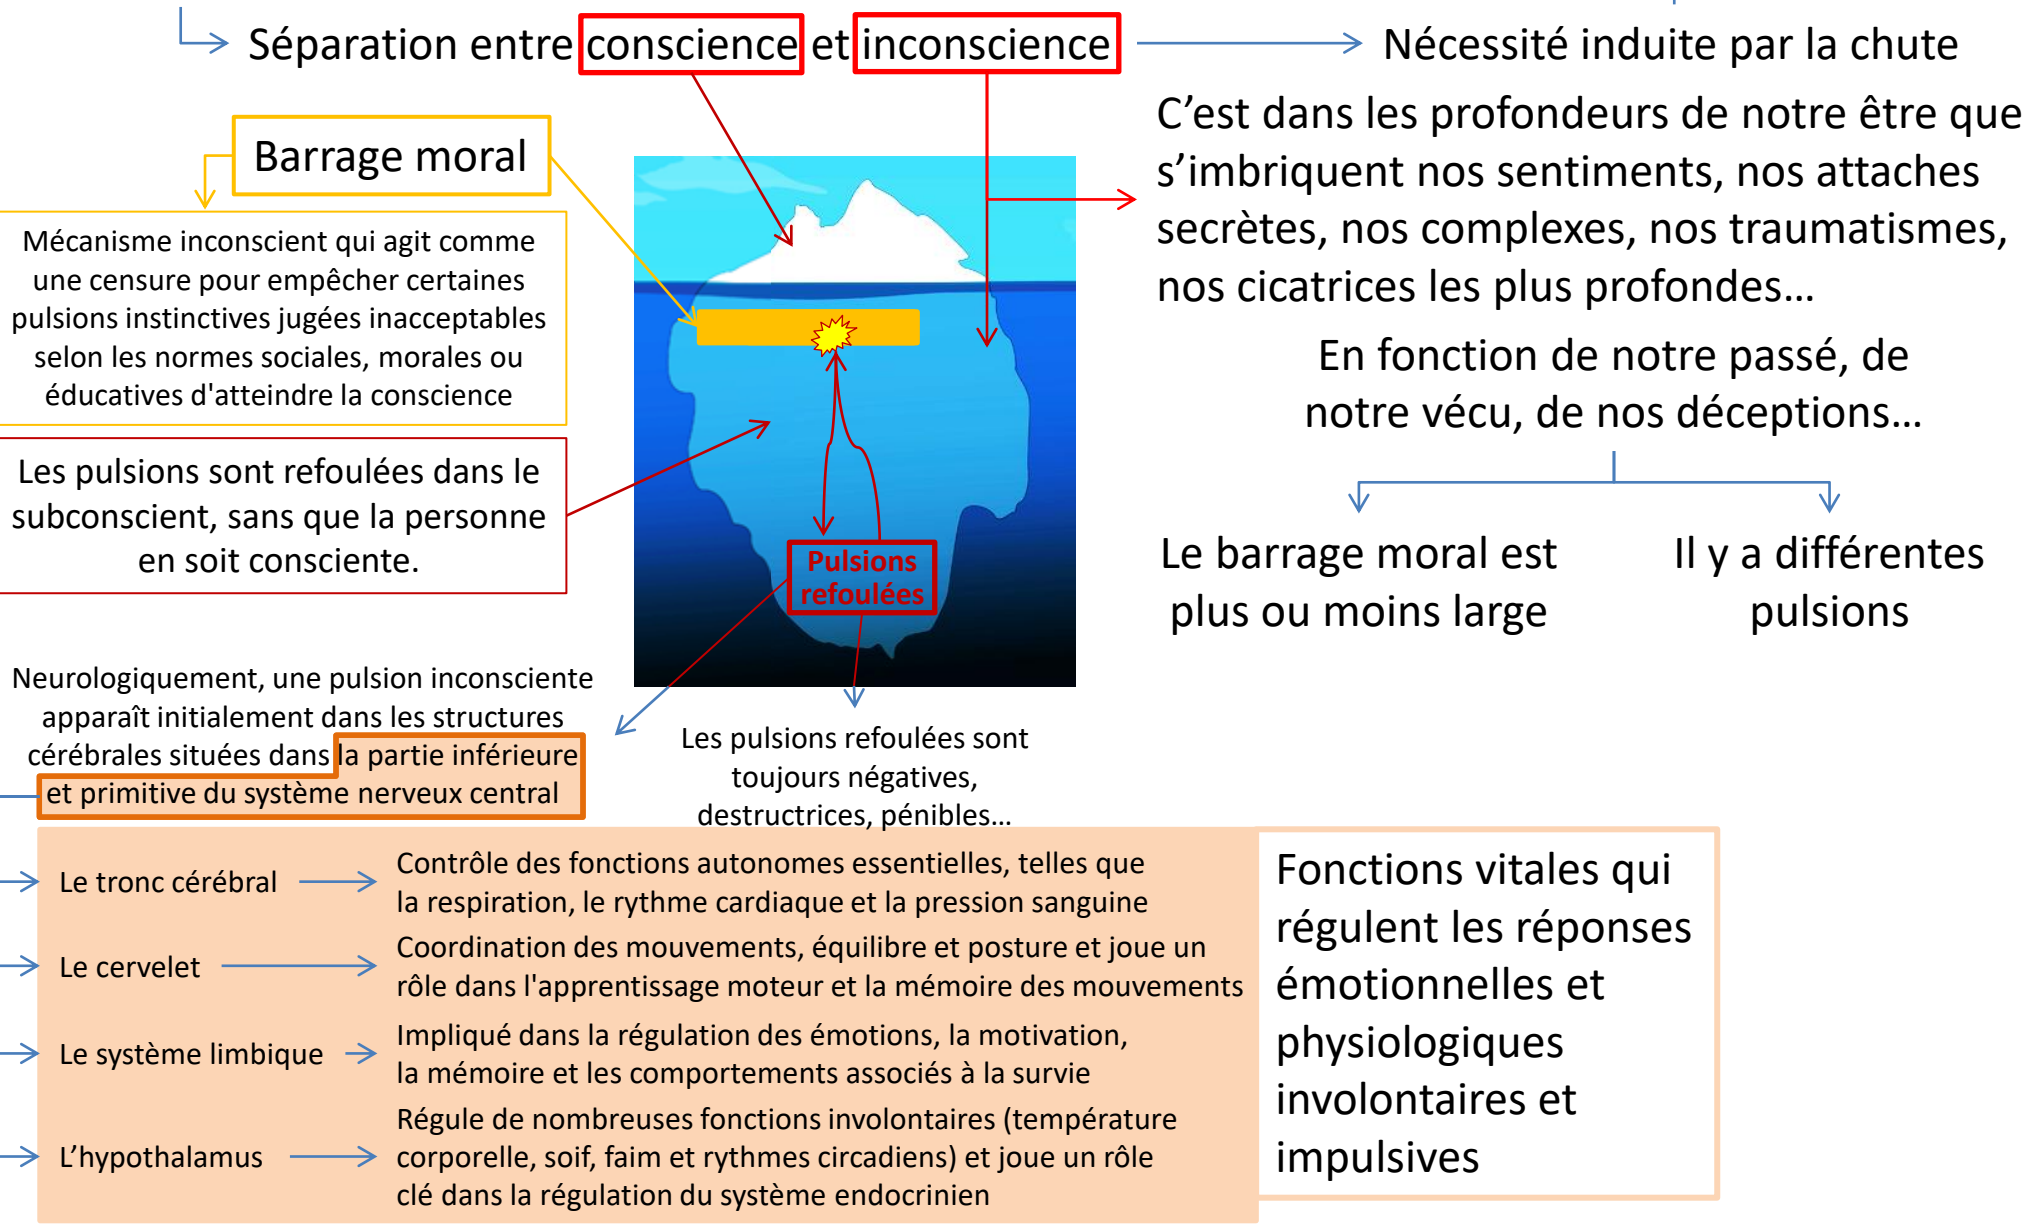 Séparation entre conscience et inconscience
Nécessité induite par la chute
Barrage moral
Mécanisme inconscient qui agit comme
une censure pour empêcher certaines
pulsions instinctives jugées inacceptables
selon les normes sociales, morales ou
éducatives d'atteindre la conscience
Les pulsions sont refoulées dans le
subconscient, sans que la personne
en soit consciente.
Pulsions
refoulées
C’est dans les profondeurs de notre être que
s’imbriquent nos sentiments, nos attaches
secrètes, nos complexes, nos traumatismes,
nos cicatrices les plus profondes…
En fonction de notre passé, de
notre vécu, de nos déceptions…
Le barrage moral est
plus ou moins large
Il y a différentes
pulsions
Neurologiquement, une pulsion inconsciente
apparaît initialement dans les structures
cérébrales situées dans la partie inférieure
et primitive du système nerveux central
Les pulsions refoulées sont
toujours négatives,
destructrices, pénibles…
Le tronc cérébral
Contrôle des fonctions autonomes essentielles, telles que
la respiration, le rythme cardiaque et la pression sanguine
Le cervelet
Coordination des mouvements, équilibre et posture et joue un
rôle dans l'apprentissage moteur et la mémoire des mouvements
Le système limbique
Impliqué dans la régulation des émotions, la motivation,
la mémoire et les comportements associés à la survie
L’hypothalamus
Régule de nombreuses fonctions involontaires (température
corporelle, soif, faim et rythmes circadiens) et joue un rôle
clé dans la régulation du système endocrinien
Fonctions vitales qui
régulent les réponses
émotionnelles et
physiologiques
involontaires et
impulsives